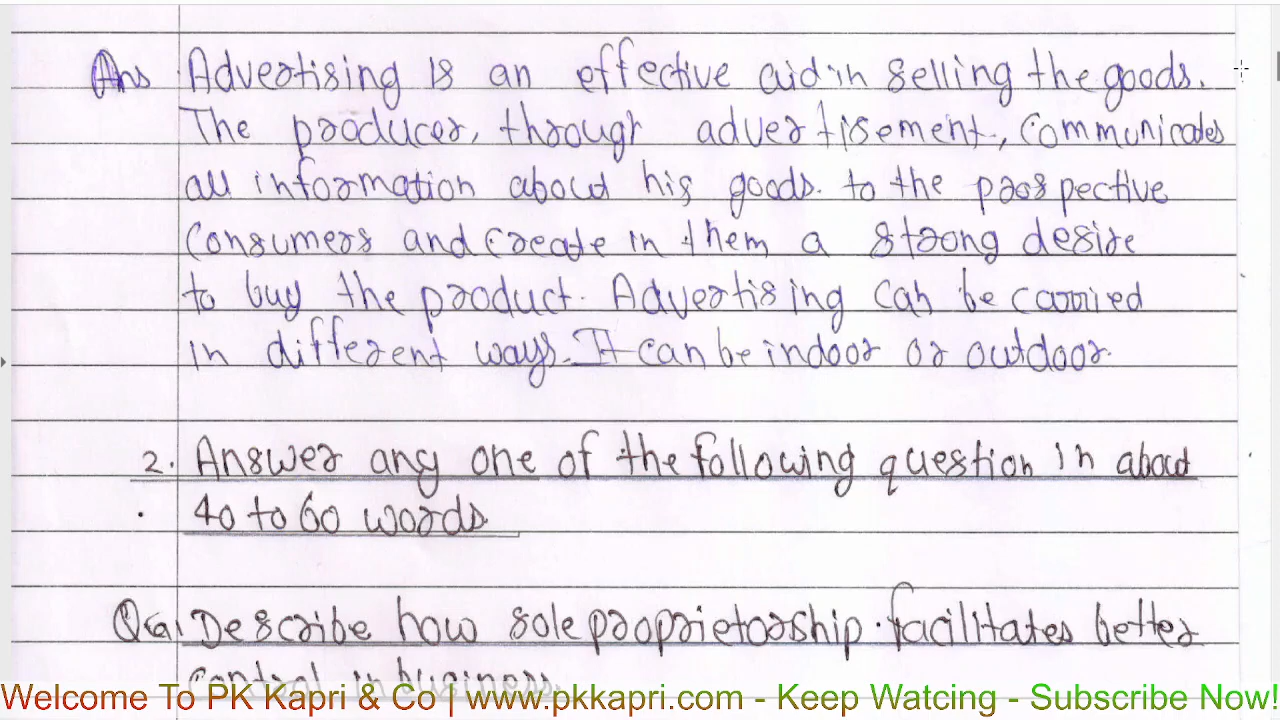 Ans Advertising is an effective aid in selling the goods.
The producer, through advertisement, communicates
all information about his goods. to the prospective
consumers and create in them a strong desire
to buy the product. Advertising can be carried
in different ways. It can be indoor or outdoor.
2. Answer any one of the following question in about
40 to 60 words.
Q(a) Describe how sole proprietorship facilitates better
control in business.
Welcome To PK Kapri & Co | www.pkkapri.com - Keep Watcing - Subscribe Now!